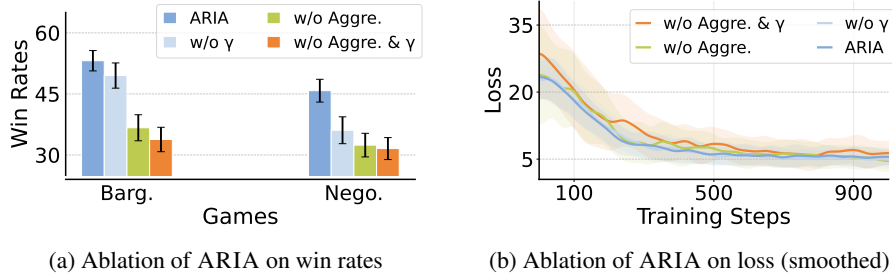 ARIA
w/o γ
w/o Aggre.
w/o Aggre. & γ
60
45
30
Win Rates
Barg.
Nego.
Games
(a) Ablation of ARIA on win rates
w/o Aggre. & γ
w/o Aggre.
w/o γ
ARIA
35
20
5
Loss
100
500
900
Training Steps
(b) Ablation of ARIA on loss (smoothed)